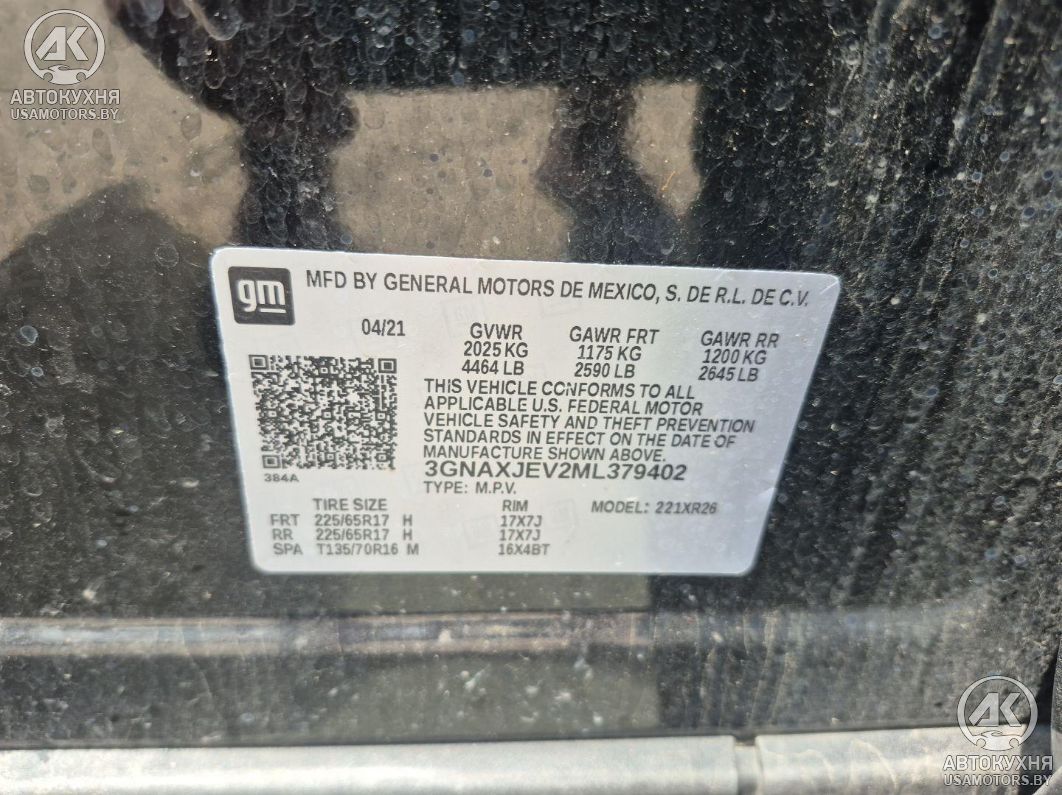 АК
АВТОКУХНЯ
USAMOTORS.BY
gm
MFD BY GENERAL MOTORS DE MEXICO, S. DE R.L. DE C.V.
04/21
GVWR GAWR FRT GAWR RR
2025 KG 1175 KG 1200 KG
4464 LB 2590 LB 2645 LB
THIS VEHICLE CONFORMS TO ALL
APPLICABLE U.S. FEDERAL MOTOR
VEHICLE SAFETY AND THEFT PREVENTION
STANDARDS IN EFFECT ON THE DATE OF
MANUFACTURE SHOWN ABOVE.
3GNAXJEV2ML379402
384A
TYPE: M.P.V.
TIRE SIZE RIM MODEL: 221XR26
FRT 225/65R17 H 17X7J
RR 225/65R17 H 17X7J
SPA T135/70R16 M 16X4BT
АК
АВТОКУХНЯ
USAMOTORS.BY